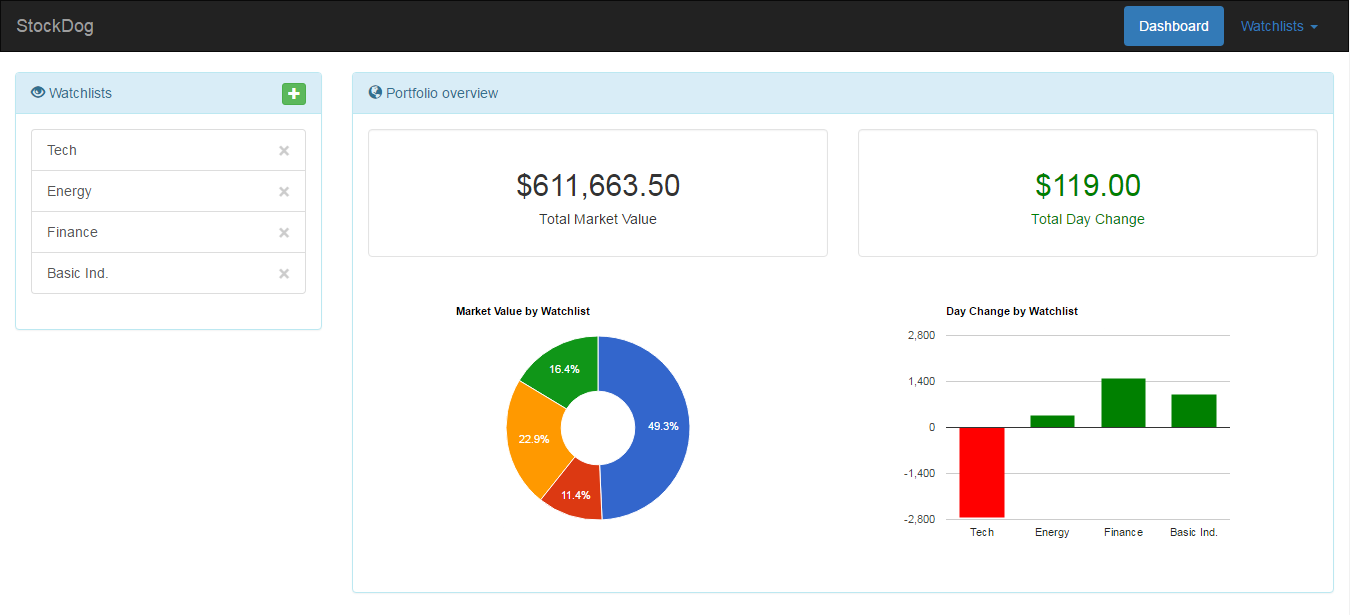 StockDog
Dashboard
Watchlists
Watchlists
Tech
Energy
Finance
Basic Ind.
Portfolio overview
$611,663.50
Total Market Value
$119.00
Total Day Change
Market Value by Watchlist
16.4%
49.3%
22.9%
11.4%
Day Change by Watchlist
2,800
1,400
0
-1,400
-2,800
Tech Energy Finance Basic Ind.